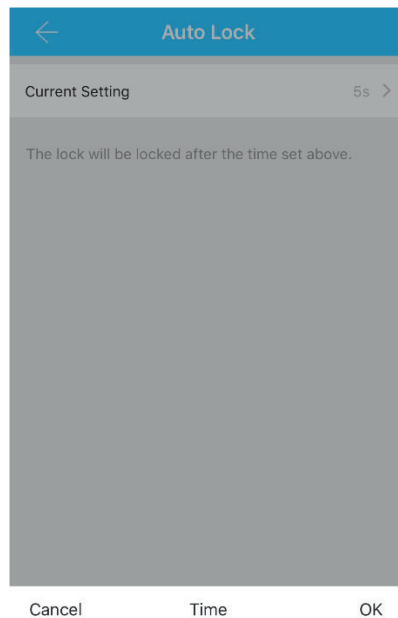 Auto Lock
Current Setting 5s
The lock will be locked after the time set above.
Cancel Time OK